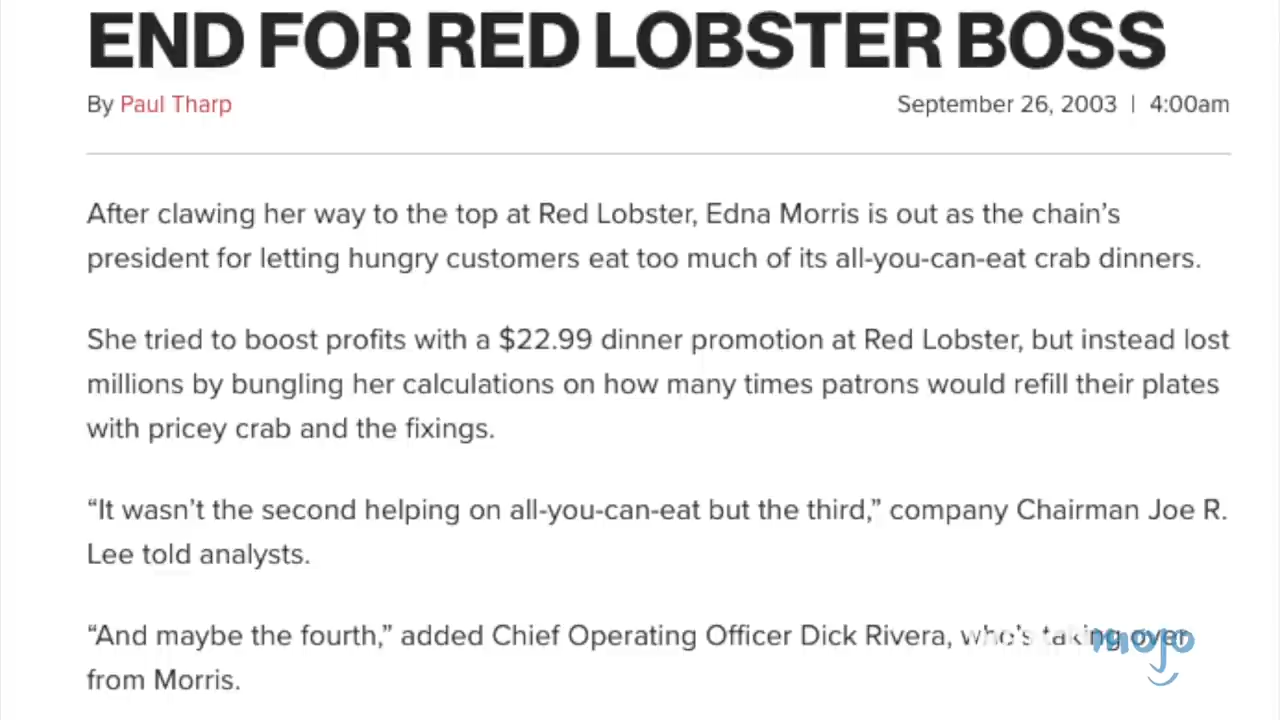 END FOR RED LOBSTER BOSS
By Paul Tharp
September 26, 2003 | 4:00am
After clawing her way to the top at Red Lobster, Edna Morris is out as the chain’s
president for letting hungry customers eat too much of its all-you-can-eat crab dinners.
She tried to boost profits with a $22.99 dinner promotion at Red Lobster, but instead lost
millions by bungling her calculations on how many times patrons would refill their plates
with pricey crab and the fixings.
“It wasn’t the second helping on all-you-can-eat but the third,” company Chairman Joe R.
Lee told analysts.
“And maybe the fourth,” added Chief Operating Officer Dick Rivera, who’s taking over
from Morris.
mojo